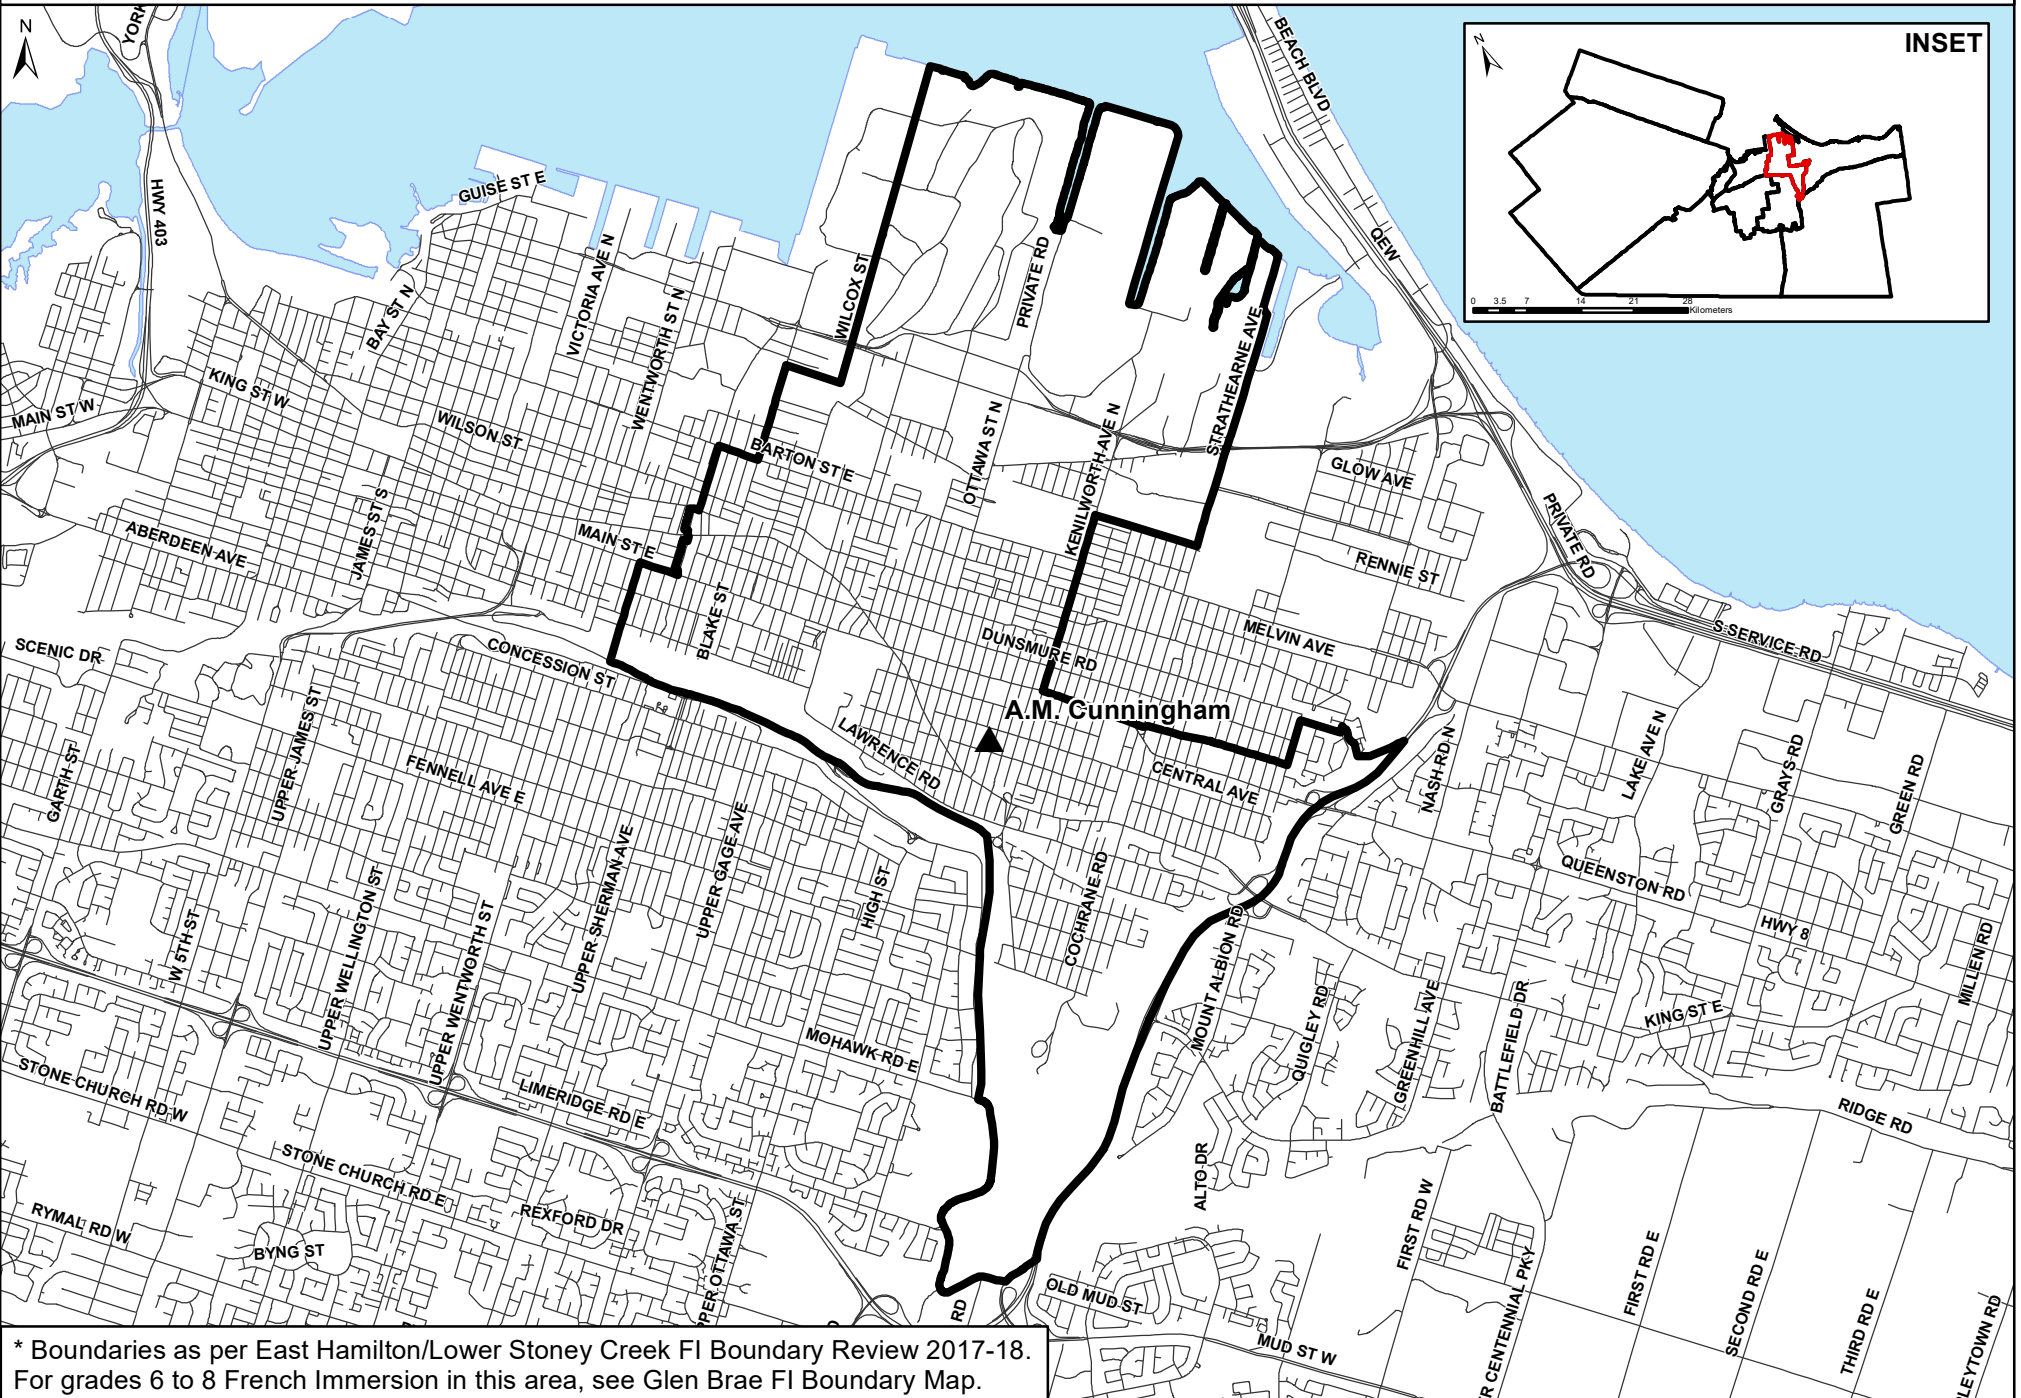 N
YORK
BEACH BLVD
N
INSET
0 3.5 7 14 21 28
Kilometers
HWY 403
GUISE ST E
VICTORIA AVE N
WENTWORTH ST N
BAY ST N
WILCOX ST
PRIVATE RD
QEW
STRATHEARNE AVE
KING ST W
MAIN ST W
WILSON ST
BARTON ST E
OTTAWA ST N
KENILWORTH AVE N
GLOW AVE
PRIVATE RD
JAMES ST S
ABERDEEN AVE
MAIN ST E
RENNIE ST
BLAKE ST
DUNSMURE RD
MELVIN AVE
S SERVICE RD
SCENIC DR
CONCESSION ST
UPPER JAMES ST
A.M. Cunningham
LAWRENCE RD
CENTRAL AVE
NASH RD N
LAKE AVE N
GRAYS RD
GREEN RD
GARTH ST
FENNELL AVE E
UPPER GAGE AVE
UPPER SHERMAN AVE
HIGH ST
COCHRANE RD
QUEENSTON RD
HWY 8
MILLEN RD
W 5TH ST
UPPER WELLINGTON ST
UPPER WENTWORTH ST
MOUNT ALBION RD
QUIGLEY RD
GREENHILL AVE
BATTLEFIELD DR
KING ST E
MOHAWK RD E
STONE CHURCH RD W
LIMERIDGE RD E
RIDGE RD
STONE CHURCH RD E
ALTO DR
REXFORD DR
RYMAL RD W
BYNG ST
PPER OTTAWA ST
FIRST RD W
R CENTENNIAL PKY
FIRST RD E
SECOND RD E
THIRD RD E
LEYTOWN RD
RD
OLD MUD ST
MUD ST W
* Boundaries as per East Hamilton/Lower Stoney Creek FI Boundary Review 2017-18.
For grades 6 to 8 French Immersion in this area, see Glen Brae FI Boundary Map.